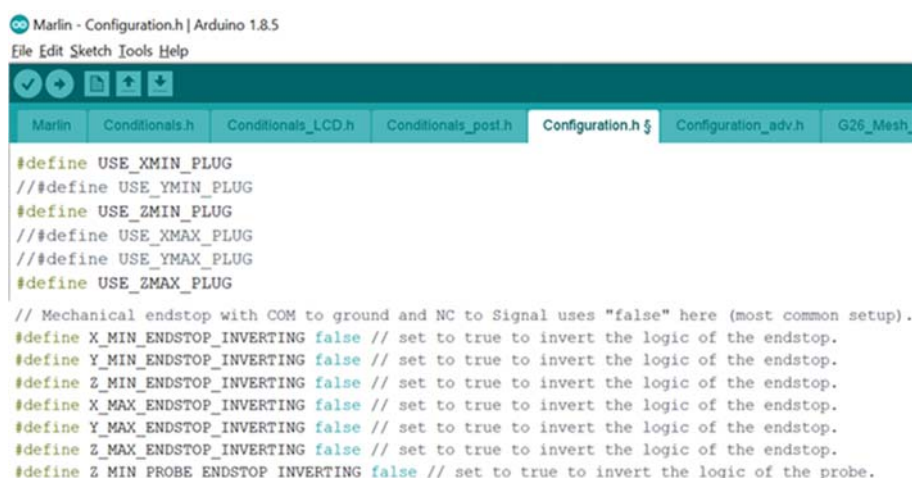 Marlin - Configuration.h | Arduino 1.8.5
File Edit Sketch Tools Help
Marlin Conditionals.h Conditionals_LCD.h Conditionals_post.h Configuration.h § Configuration_adv.h G26_Mesh_
#define USE_XMIN_PLUG
//#define USE_YMIN_PLUG
#define USE_ZMIN_PLUG
//#define USE_XMAX_PLUG
//#define USE_YMAX_PLUG
#define USE_ZMAX_PLUG
// Mechanical endstop with COM to ground and NC to Signal uses "false" here (most common setup).
#define X_MIN_ENDSTOP_INVERTING false // set to true to invert the logic of the endstop.
#define Y_MIN_ENDSTOP_INVERTING false // set to true to invert the logic of the endstop.
#define Z_MIN_ENDSTOP_INVERTING false // set to true to invert the logic of the endstop.
#define X_MAX_ENDSTOP_INVERTING false // set to true to invert the logic of the endstop.
#define Y_MAX_ENDSTOP_INVERTING false // set to true to invert the logic of the endstop.
#define Z_MAX_ENDSTOP_INVERTING false // set to true to invert the logic of the endstop.
#define Z_MIN_PROBE_ENDSTOP_INVERTING false // set to true to invert the logic of the probe.